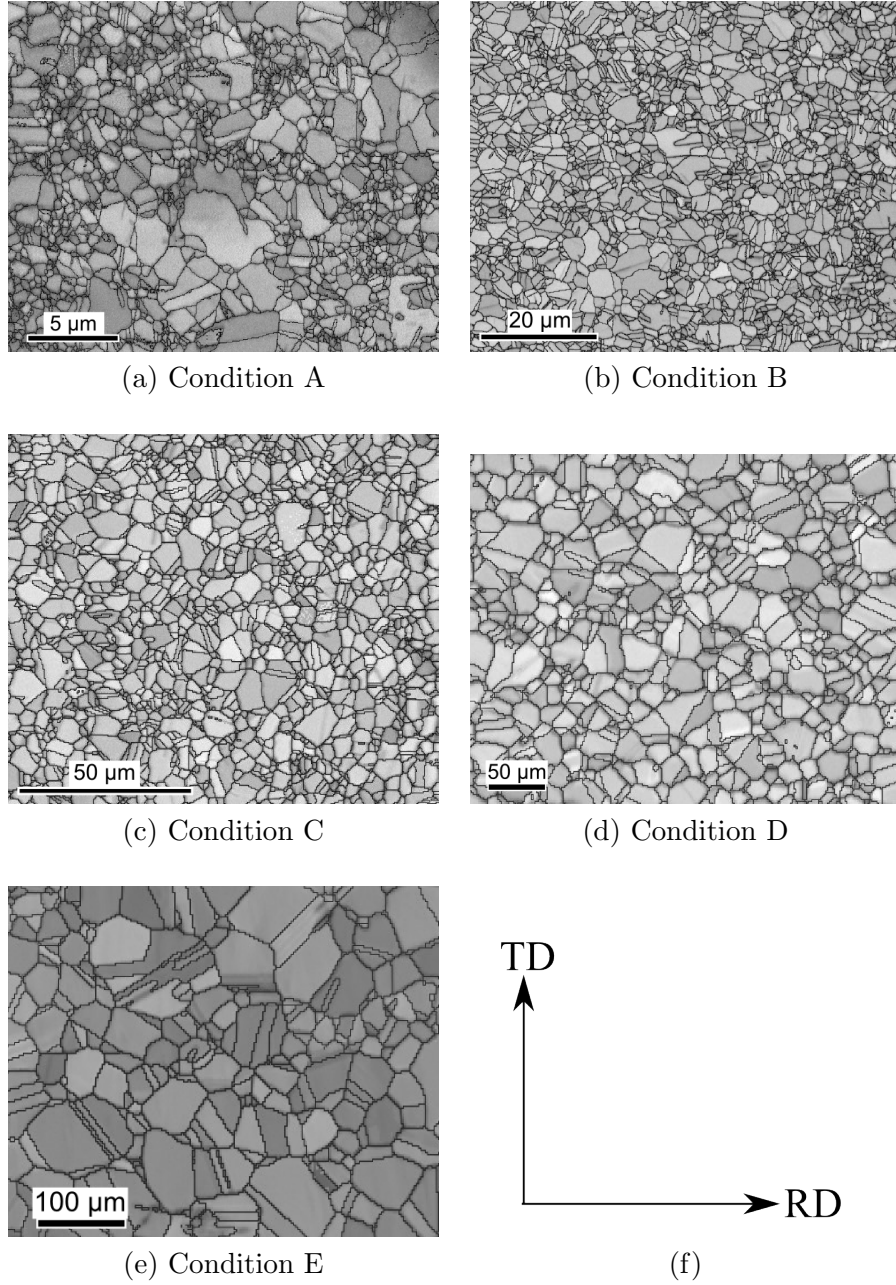 5 µm
20 µm
(a) Condition A
(b) Condition B
50 µm
50 µm
(c) Condition C
(d) Condition D
100 µm
TD
RD
(e) Condition E
(f)